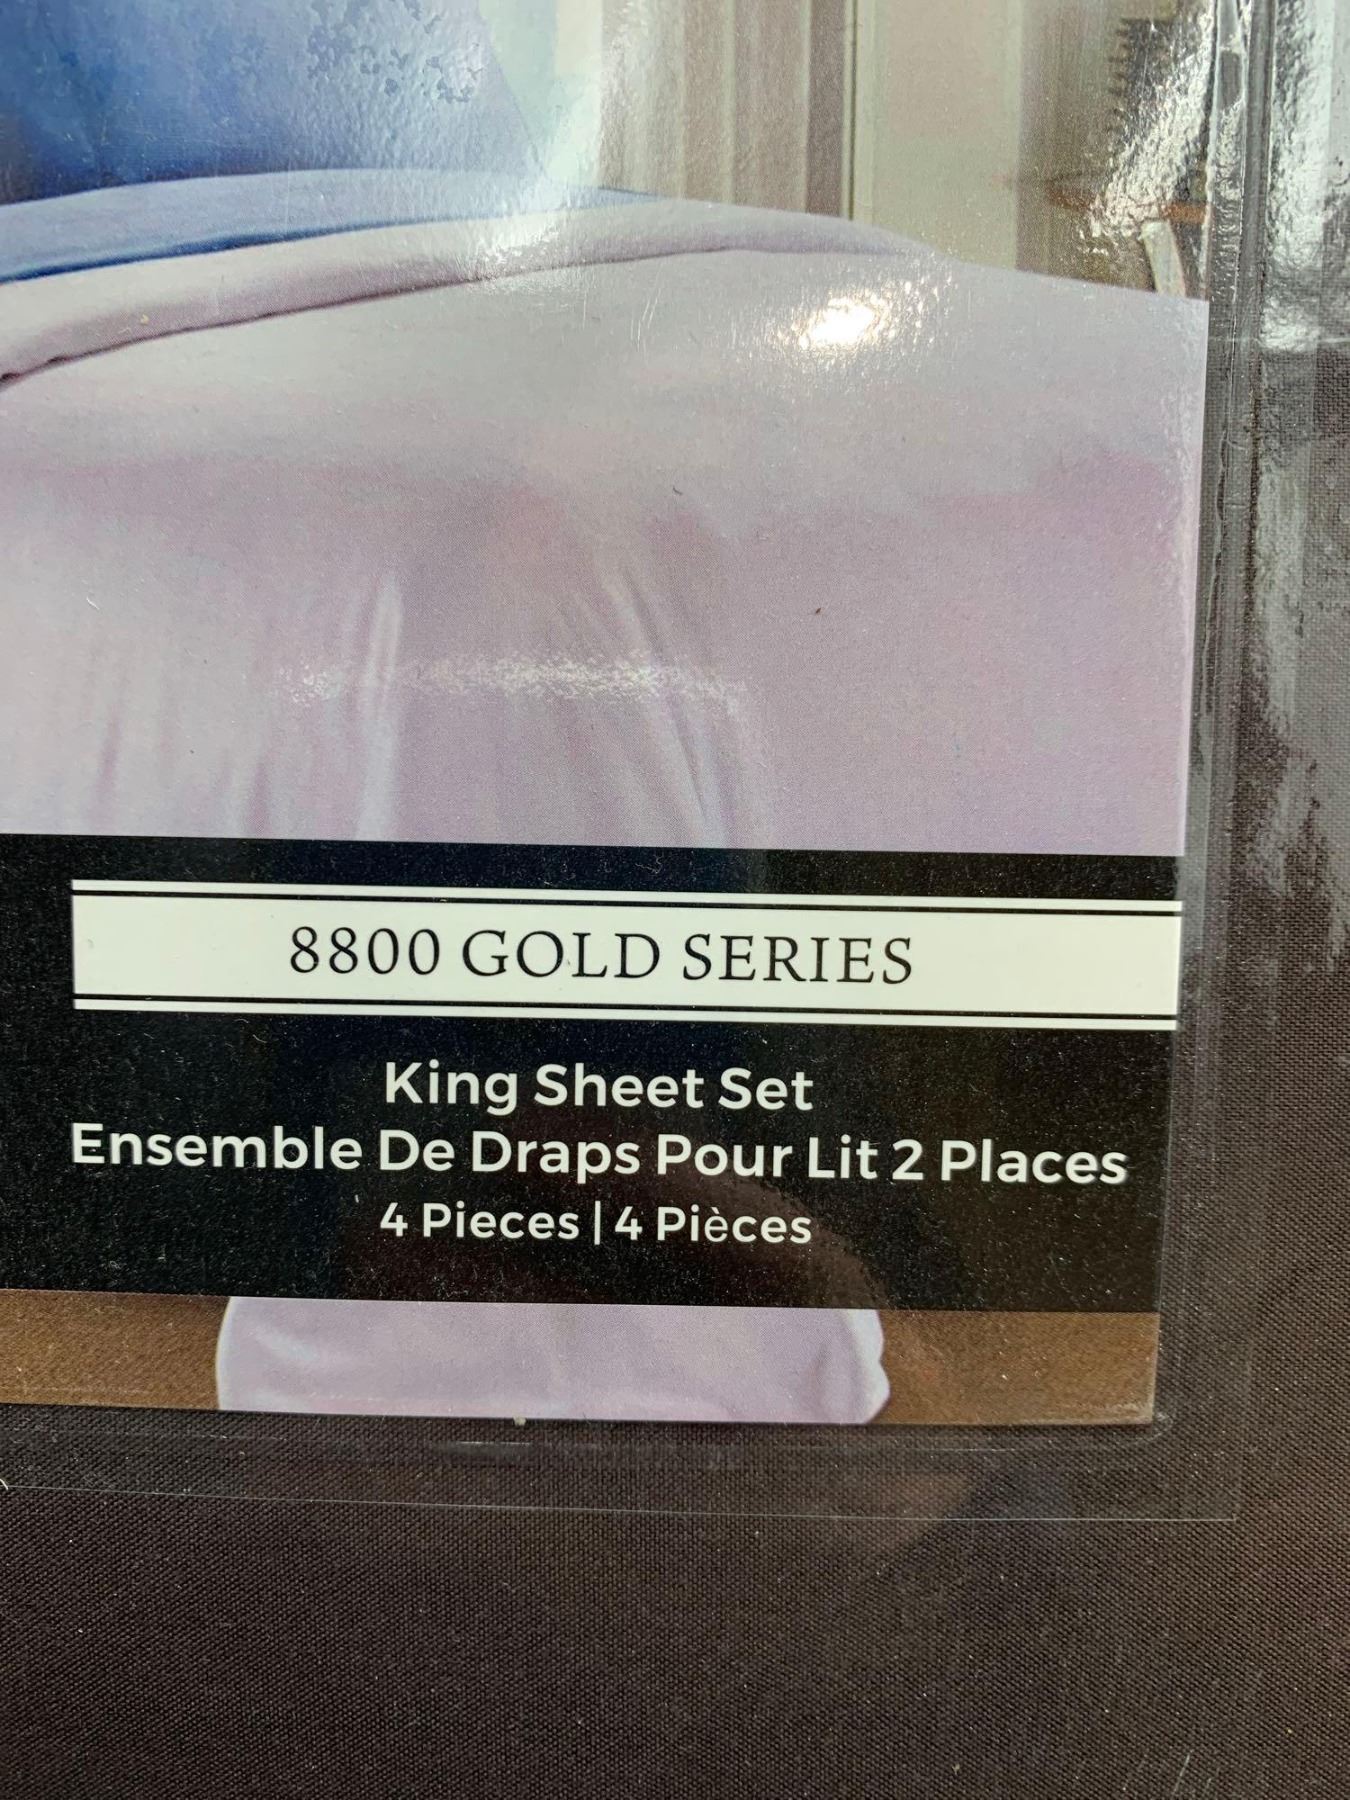 8800 GOLD SERIES
King Sheet Set
Ensemble De Draps Pour Lit 2 Places
4 Pieces | 4 Pièces